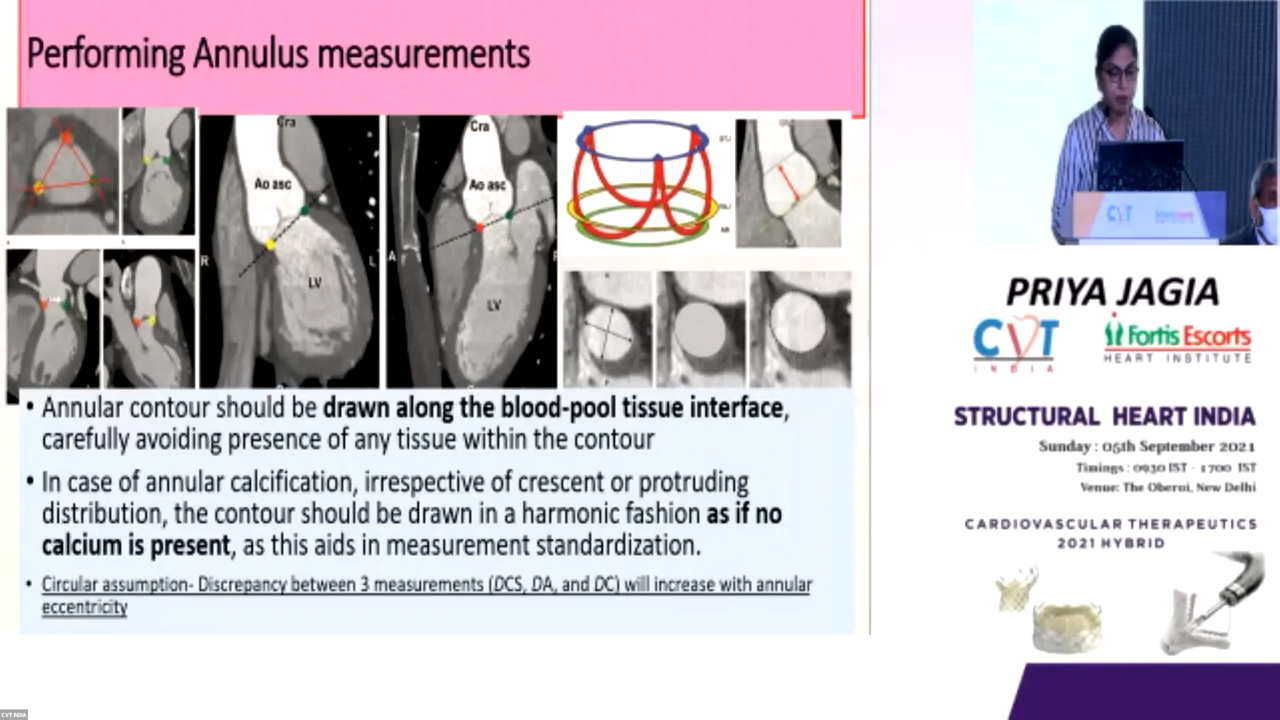 Performing Annulus measurements
Cra
Ao asc
R
L
LV
Cra
Ao asc
A
LV
• Annular contour should be drawn along the blood-pool tissue interface,
carefully avoiding presence of any tissue within the contour
• In case of annular calcification, irrespective of crescent or protruding
distribution, the contour should be drawn in a harmonic fashion as if no
calcium is present, as this aids in measurement standardization.
• Circular assumption- Discrepancy between 3 measurements (DCS, DA, and DC) will increase with annular
eccentricity
CVT
PRIYA JAGIA
CVT
INDIA
Fortis Escorts
HEART INSTITUTE
STRUCTURAL HEART INDIA
Sunday : 05th September 2021
Timings : 0930 IST - 1700 IST
Venue: The Oberoi, New Delhi
CARDIOVASCULAR THERAPEUTICS
2021 HYBRID
CVT INDIA